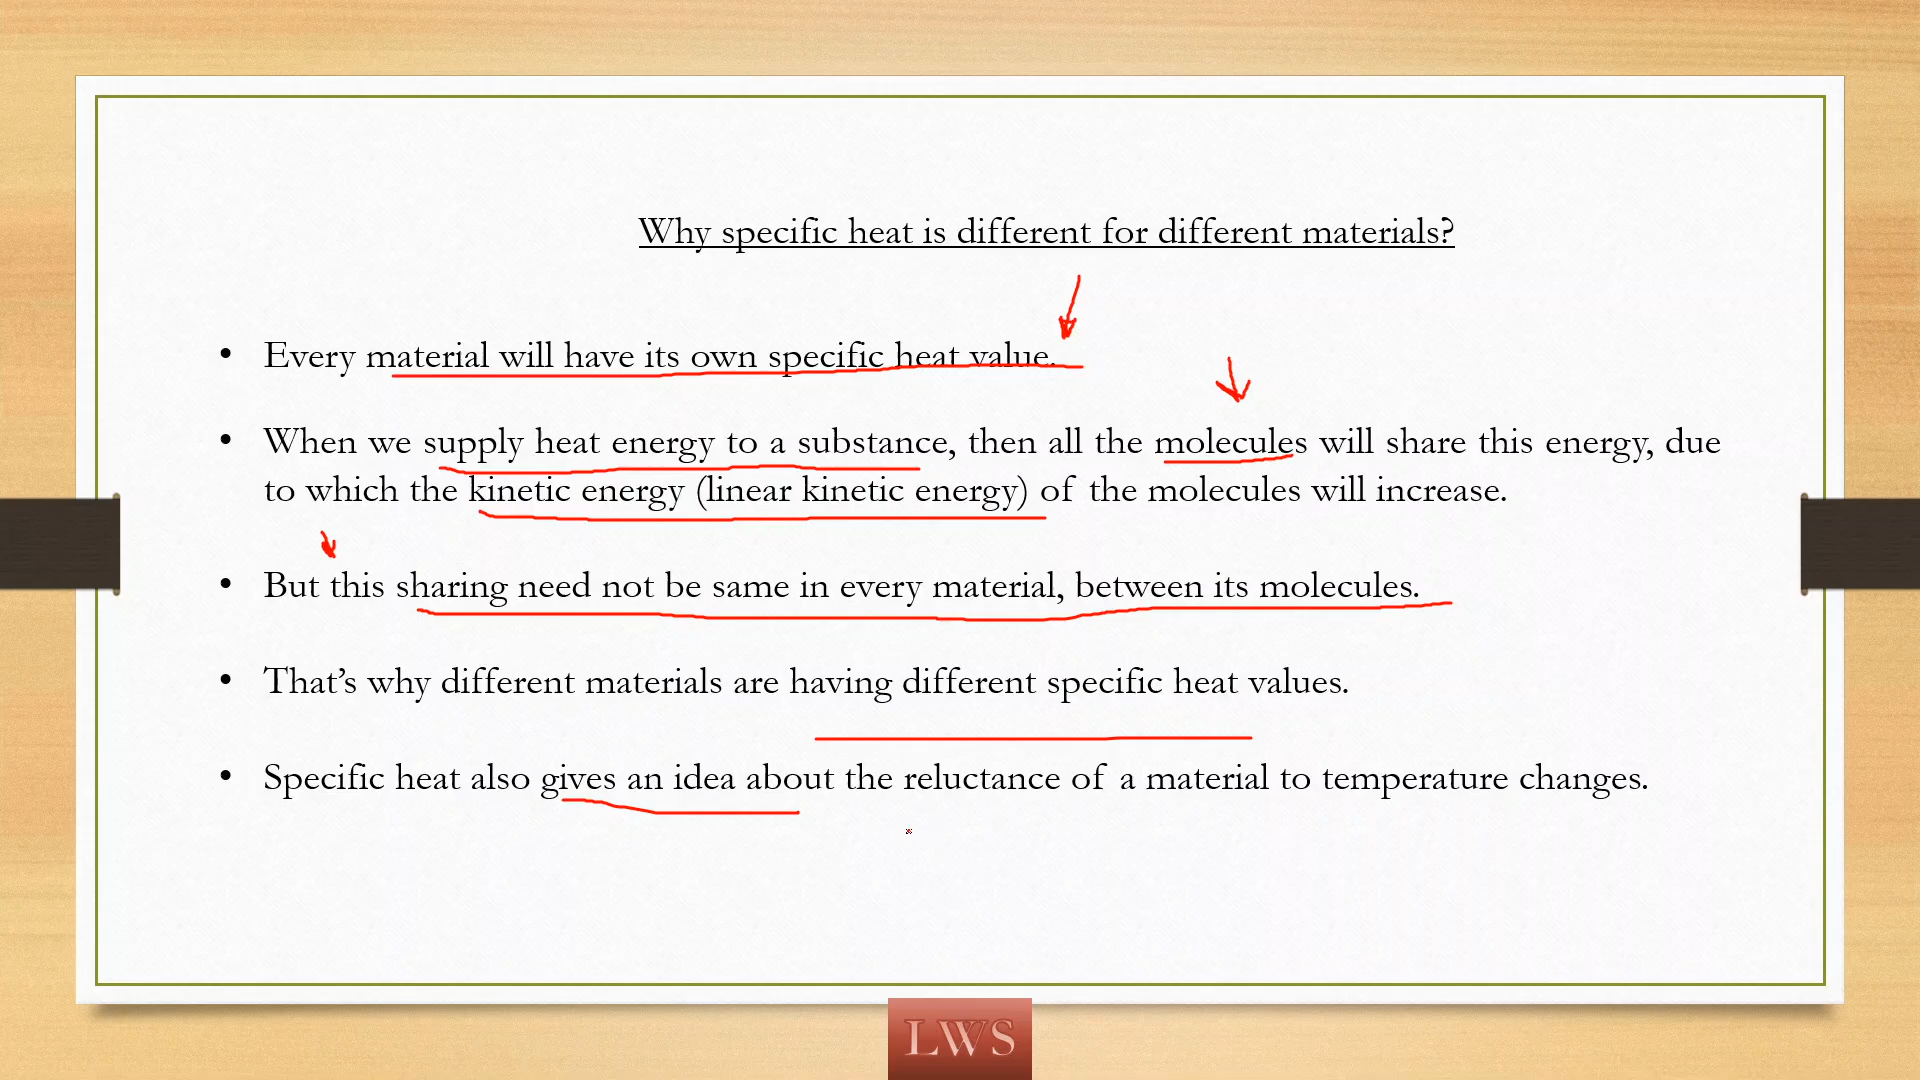 Why specific heat is different for different materials?
• Every material will have its own specific heat value.
• When we supply heat energy to a substance, then all the molecules will share this energy, due
to which the kinetic energy (linear kinetic energy) of the molecules will increase.
• But this sharing need not be same in every material, between its molecules.
• That’s why different materials are having different specific heat values.
• Specific heat also gives an idea about the reluctance of a material to temperature changes.
LWS